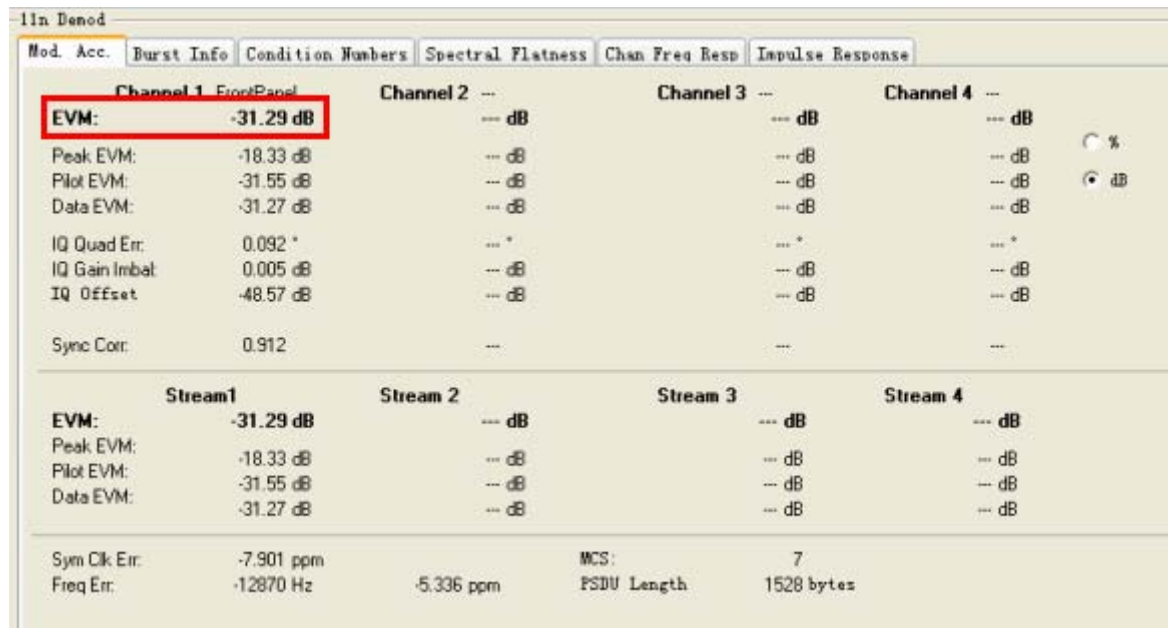 11n Demod
Mod. Acc. Burst Info Condition Numbers Spectral Flatness Chan Freq Resp Impulse Response
Channel 1 FrontPanel Channel 2 --- Channel 3 --- Channel 4 ---
EVM: -31.29 dB --- dB --- dB --- dB
%
Peak EVM: -18.33 dB --- dB --- dB --- dB
Pilot EVM: -31.55 dB --- dB --- dB --- dB dB
Data EVM: -31.27 dB --- dB --- dB --- dB
IQ Quad Err: 0.092 ° --- ° --- ° --- °
IQ Gain Imbal: 0.005 dB --- dB --- dB --- dB
IQ Offset -48.57 dB --- dB --- dB --- dB
Sync Corr: 0.912 --- --- ---
Stream1 Stream 2 Stream 3 Stream 4
EVM: -31.29 dB --- dB --- dB --- dB
Peak EVM: -18.33 dB --- dB --- dB --- dB
Pilot EVM: -31.55 dB --- dB --- dB --- dB
Data EVM: -31.27 dB --- dB --- dB --- dB
Sym Clk Err: -7.901 ppm MCS: 7
Freq Err: -12870 Hz -5.336 ppm PSDU Length 1528 bytes